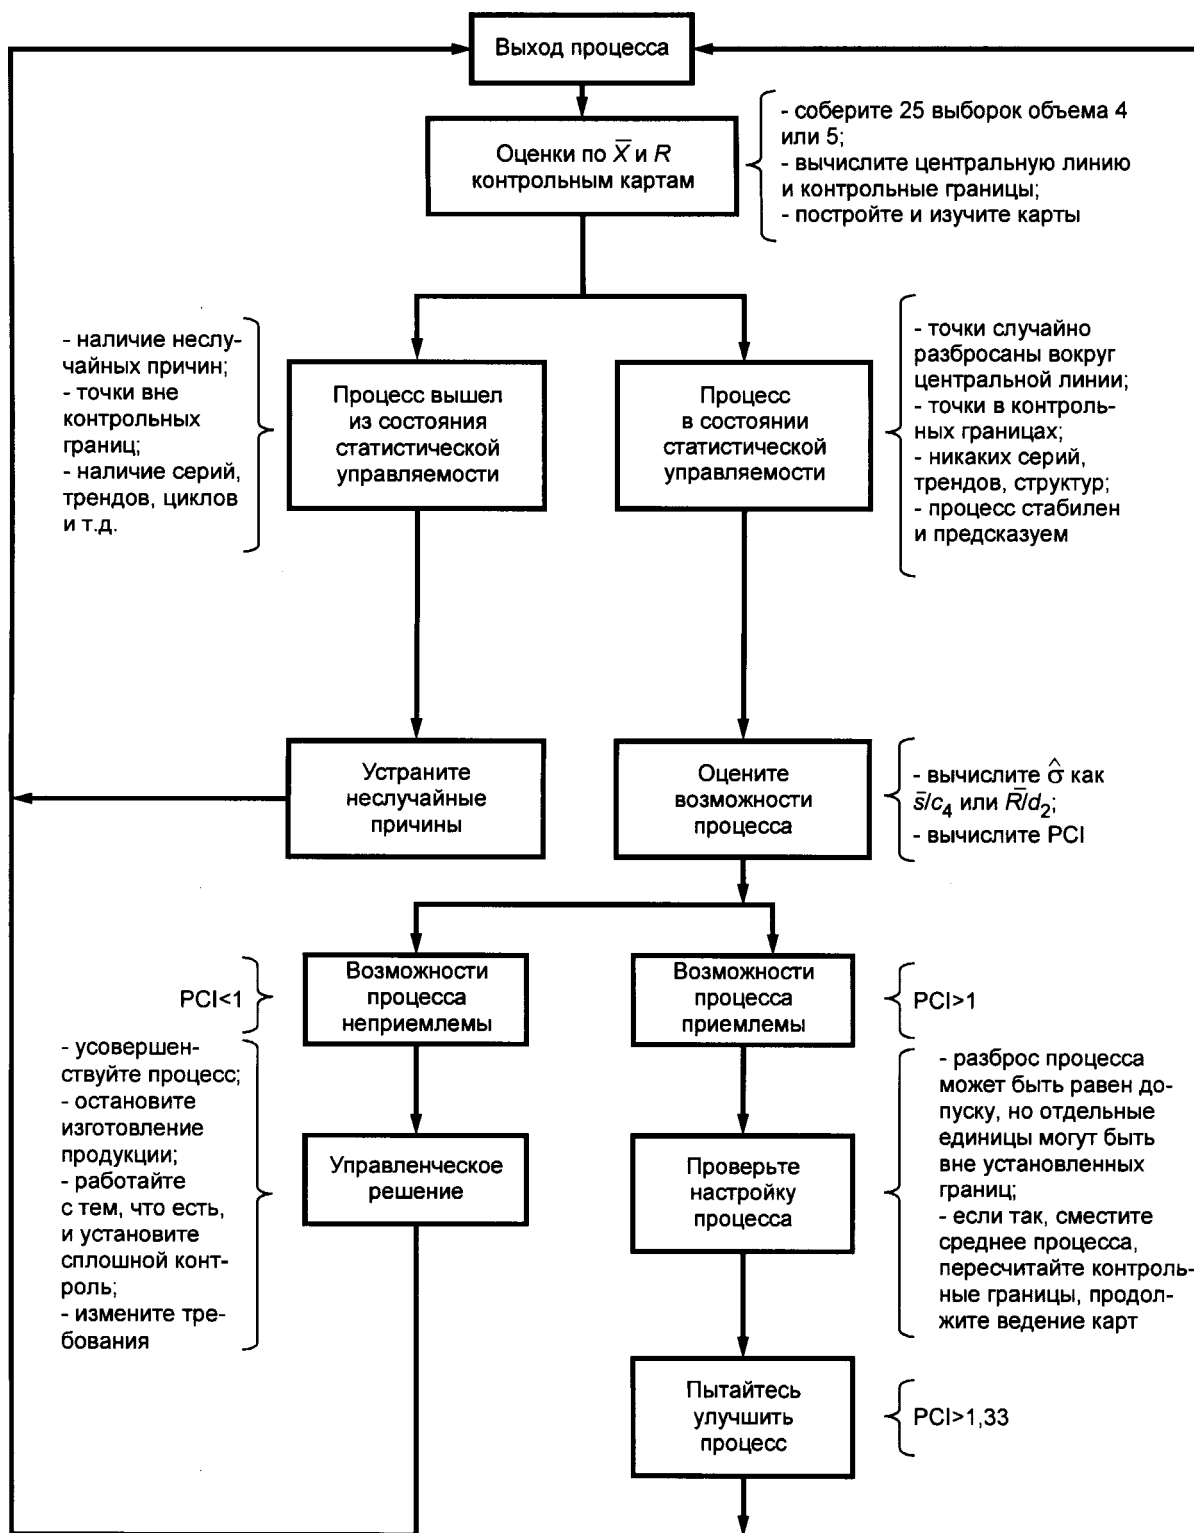 Выход процесса
Оценки по X̅ и R
контрольным картам
- соберите 25 выборок объема 4
или 5;
- вычислите центральную линию
и контрольные границы;
- постройте и изучите карты
- наличие неслу-
чайных причин;
- точки вне
контрольных
границ;
- наличие серий,
трендов, циклов
и т.д.
Процесс вышел
из состояния
статистической
управляемости
Процесс
в состоянии
статистической
управляемости
- точки случайно
разбросаны вокруг
центральной линии;
- точки в контроль-
ных границах;
- никаких серий,
трендов, структур;
- процесс стабилен
и предсказуем
Устраните
неслучайные
причины
Оцените
возможности
процесса
- вычислите σ̂ как
s̅/c₄ или R̅/d₂;
- вычислите PCI
PCI<1
Возможности
процесса
неприемлемы
Возможности
процесса
приемлемы
PCI>1
- усовершен-
ствуйте процесс;
- остановите
изготовление
продукции;
- работайте
с тем, что есть,
и установите
сплошной конт-
роль;
- измените тре-
бования
Управленческое
решение
Проверьте
настройку
процесса
- разброс процесса
может быть равен до-
пуску, но отдельные
единицы могут быть
вне установленных
границ;
- если так, сместите
среднее процесса,
пересчитайте контроль-
ные границы, продол-
жите ведение карт
Пытайтесь
улучшить
процесс
PCI>1,33